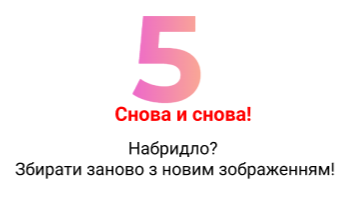 5
Снова и снова!
Набридло?
Збирати заново з новим зображенням!